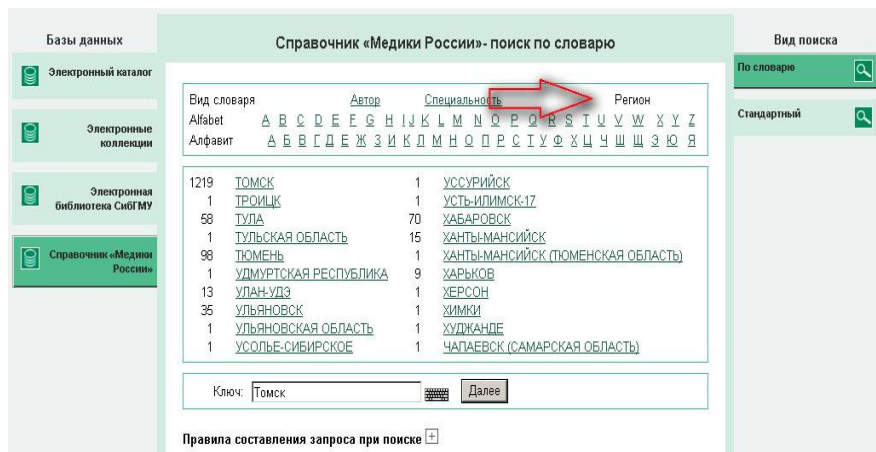 Базы данных
Электронный каталог
Электронные
коллекции
Электронная
библиотека СибГМУ
Справочник «Медики
России»
Справочник «Медики России»- поиск по словарю
Вид словаря Автор Специальность Регион
Alfabet A B C D E F G H I J K L M N O P Q R S T U V W X Y Z
Алфавит А Б В Г Д Е Ж З И К Л М Н О П Р С Т У Ф Х Ц Ч Ш Щ Э Ю Я
1219 ТОМСК 1 УССУРИЙСК
1 ТРОИЦК 1 УСТЬ-ИЛИМСК-17
58 ТУЛА 70 ХАБАРОВСК
1 ТУЛЬСКАЯ ОБЛАСТЬ 15 ХАНТЫ-МАНСИЙСК
98 ТЮМЕНЬ 1 ХАНТЫ-МАНСИЙСК (ТЮМЕНСКАЯ ОБЛАСТЬ)
1 УДМУРТСКАЯ РЕСПУБЛИКА 9 ХАРЬКОВ
13 УЛАН-УДЭ 1 ХЕРСОН
35 УЛЬЯНОВСК 1 ХИМКИ
1 УЛЬЯНОВСКАЯ ОБЛАСТЬ 1 ХУДЖАНДЕ
1 УСОЛЬЕ-СИБИРСКОЕ 1 ЧАПАЕВСК (САМАРСКАЯ ОБЛАСТЬ)
Ключ: Томск Далее
Правила составления запроса при поиске +
Вид поиска
По словарю
Стандартный